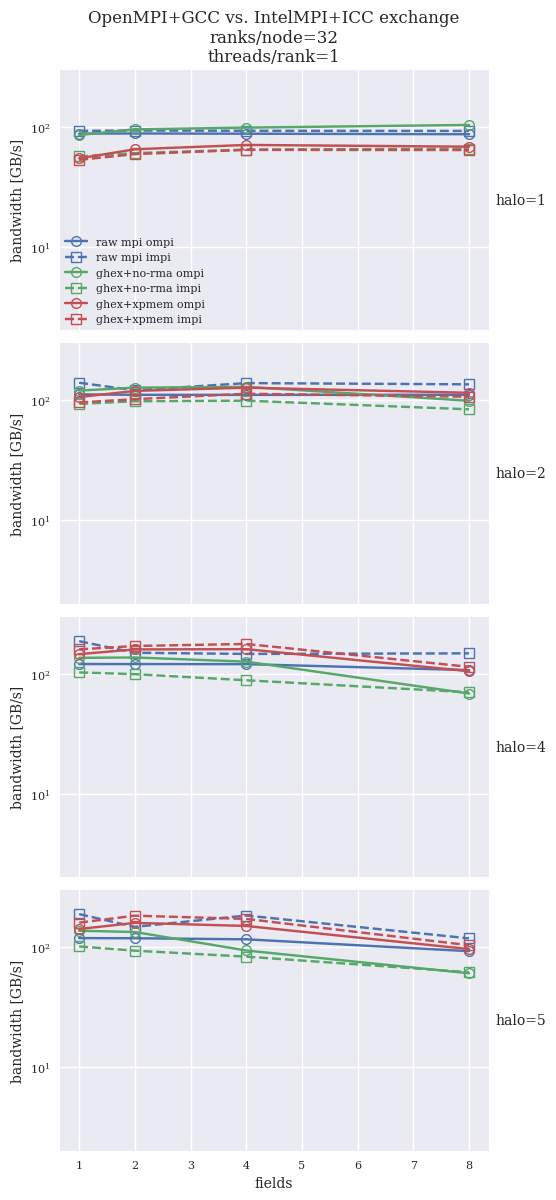 OpenMPI+GCC vs. IntelMPI+ICC exchange
ranks/node=32
threads/rank=1
bandwidth [GB/s]
10²
10¹
halo=1
raw mpi ompi
raw mpi impi
ghex+no-rma ompi
ghex+no-rma impi
ghex+xpmem ompi
ghex+xpmem impi
bandwidth [GB/s]
10²
10¹
halo=2
bandwidth [GB/s]
10²
10¹
halo=4
bandwidth [GB/s]
10²
10¹
halo=5
1 2 3 4 5 6 7 8
fields